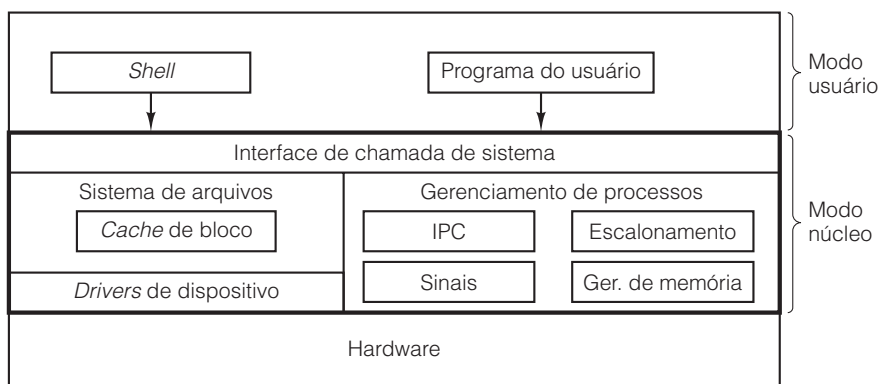 Shell
Programa do usuário
Modo
usuário
Interface de chamada de sistema
Sistema de arquivos
Gerenciamento de processos
Cache de bloco
IPC
Escalonamento
Modo
núcleo
Drivers de dispositivo
Sinais
Ger. de memória
Hardware